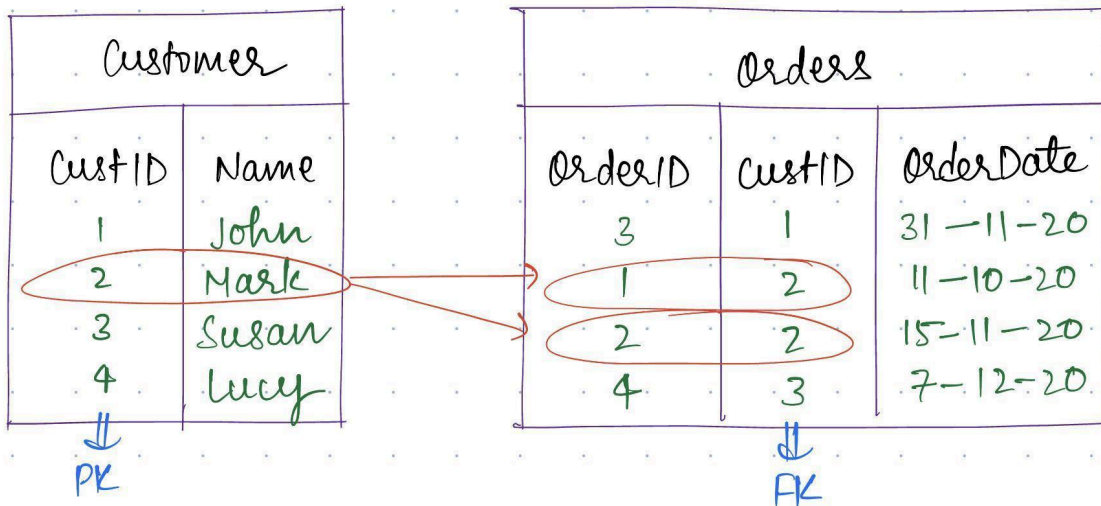 Customer
Orders
CustID Name
OrderID CustID OrderDate
1 John
3 1 31-11-20
2 Mark
1 2 11-10-20
3 Susan
2 2 15-11-20
4 Lucy
4 3 7-12-20
PK
FK